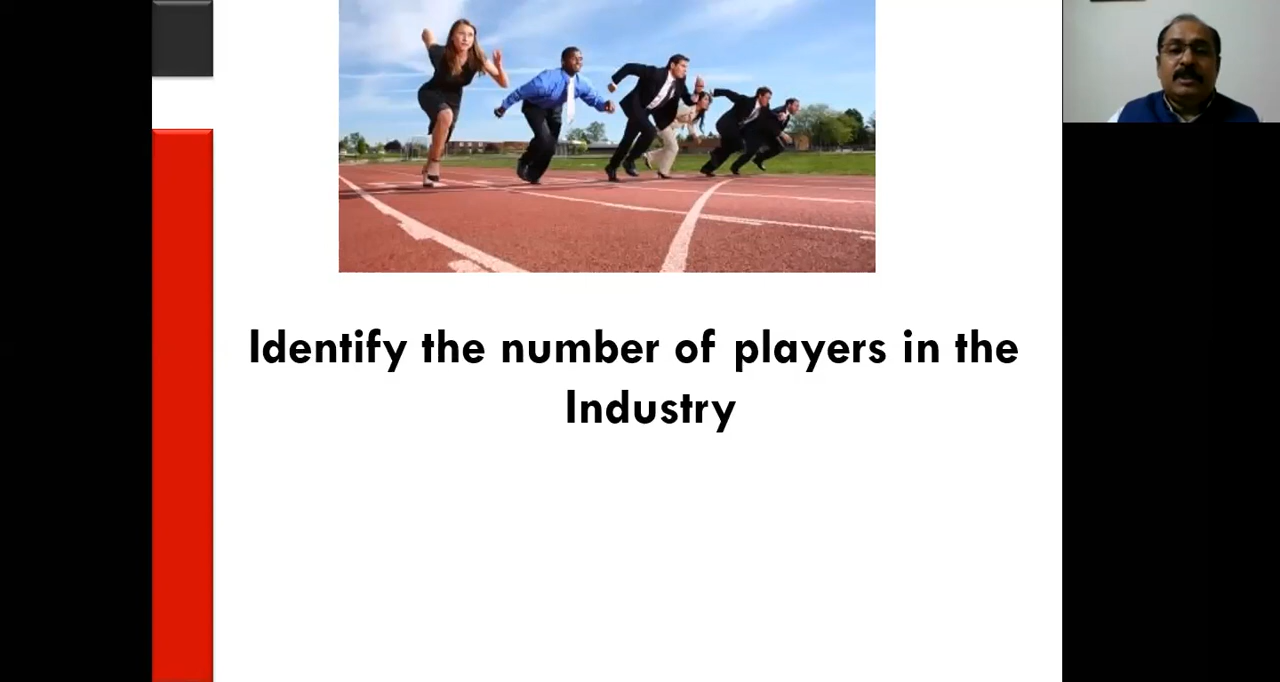 Identify the number of players in the
Industry